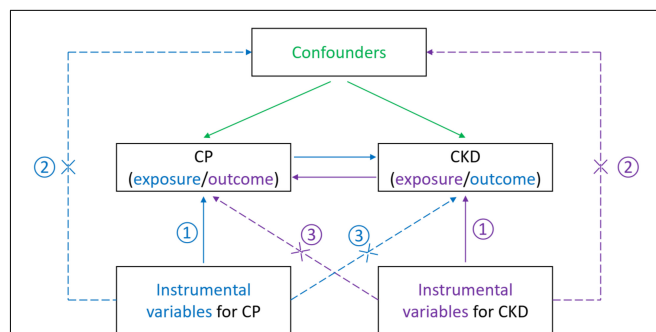 Confounders
②
②
CP
(exposure/outcome)
CKD
(exposure/outcome)
①
③
③
①
Instrumental
variables for CP
Instrumental
variables for CKD